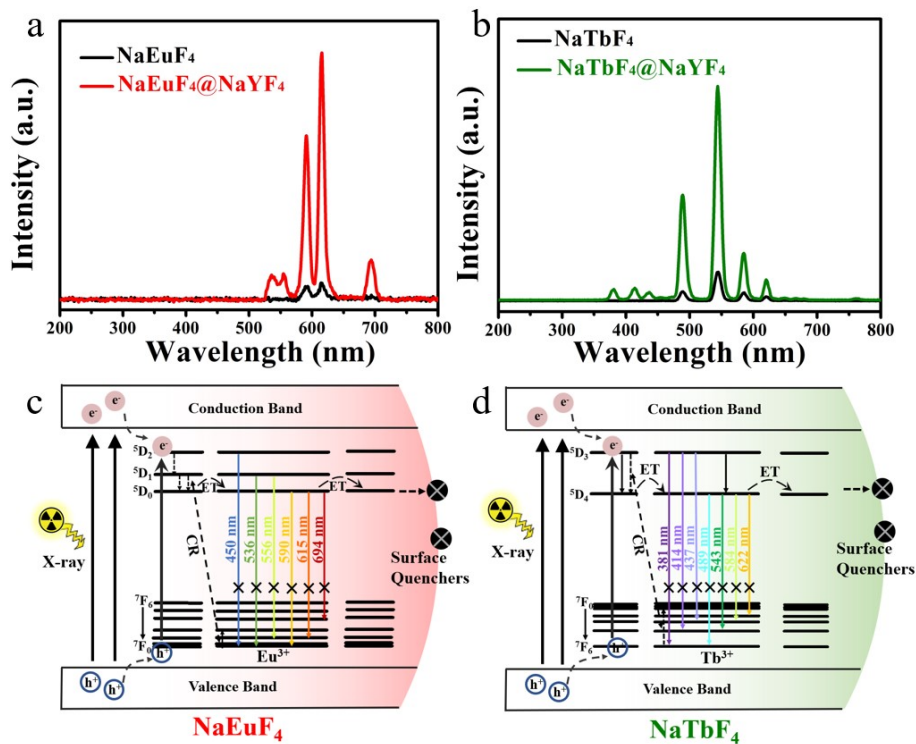 a
NaEuF₄
NaEuF₄@NaYF₄
Intensity (a.u.)
200 300 400 500 600 700 800
Wavelength (nm)
b
NaTbF₄
NaTbF₄@NaYF₄
Intensity (a.u.)
200 300 400 500 600 700 800
Wavelength (nm)
c
Conduction Band
e⁻
e⁻
e⁻
⁵D₂
⁵D₁
⁵D₀
ET
ET
CR
X-ray
450 nm
536 nm
556 nm
590 nm
615 nm
694 nm
Surface
Quenchers
⁷F₆
⁷F₀
h⁺
Eu³⁺
h⁺
h⁺
Valence Band
NaEuF₄
d
Conduction Band
e⁻
e⁻
e⁻
⁵D₃
⁵D₄
ET
ET
CR
X-ray
381 nm
414 nm
437 nm
489 nm
543 nm
584 nm
622 nm
Surface
Quenchers
⁷F₀
⁷F₆
h⁺
Tb³⁺
h⁺
h⁺
Valence Band
NaTbF₄